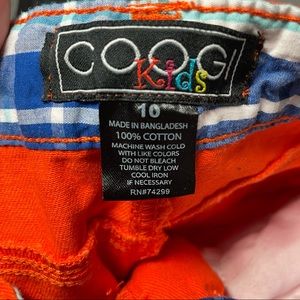 COOGI
Kids
10
MADE IN BANGLADESH
100% COTTON
MACHINE WASH COLD
WITH LIKE COLORS
DO NOT BLEACH
TUMBLE DRY LOW
COOL IRON
IF NECESSARY
RN#74299